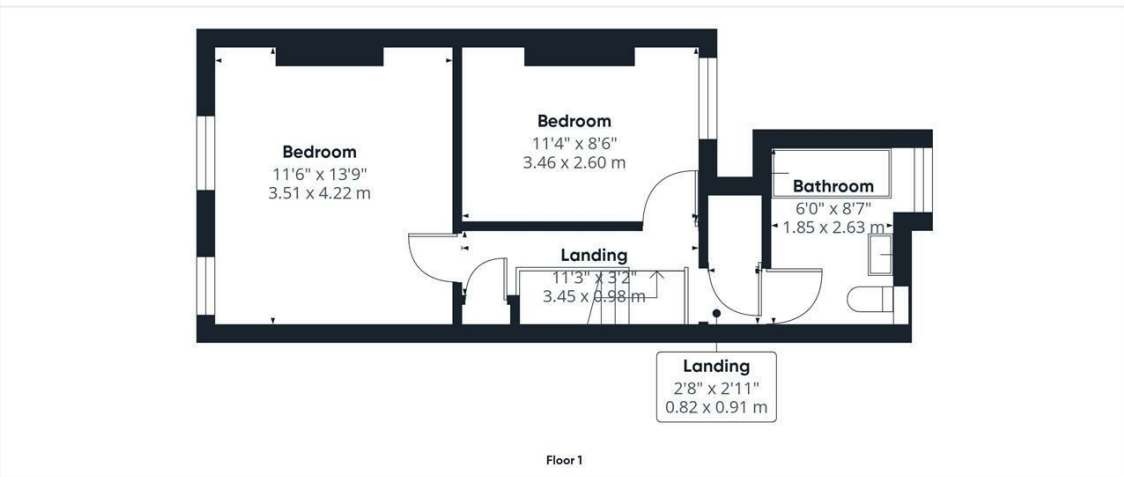 Bedroom
11'6" x 13'9"
3.51 x 4.22 m
Bedroom
11'4" x 8'6"
3.46 x 2.60 m
Bathroom
6'0" x 8'7"
1.85 x 2.63 m
Landing
11'3" x 3'2"
3.45 x 0.98 m
Landing
2'8" x 2'11"
0.82 x 0.91 m
Floor 1